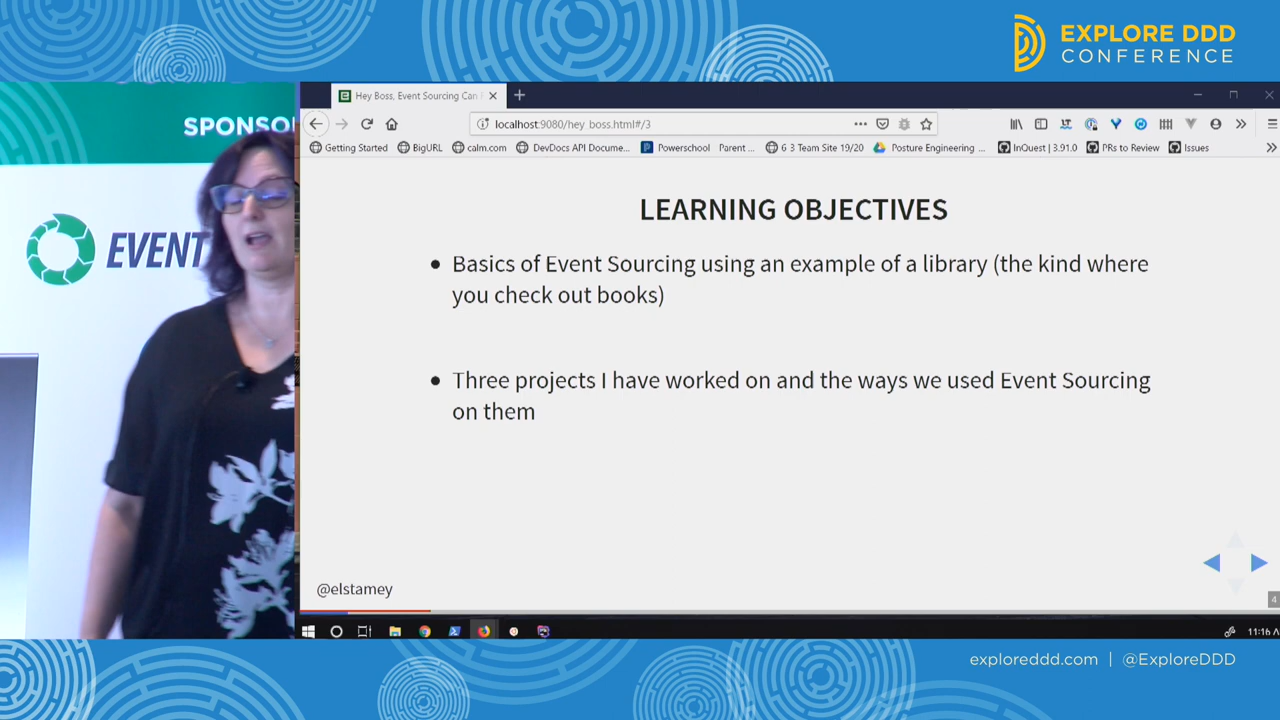 EXPLORE DDD
CONFERENCE
SPONSO
EVENT
Hey Boss, Event Sourcing Can
localhost:9080/hey_boss.html#/3
Getting Started
BigURL
calm.com
DevDocs API Docume...
Powerschool
Parent ...
6 3 Team Site 19/20
Posture Engineering ...
InQuest | 3.91.0
PRs to Review
Issues
LEARNING OBJECTIVES
• Basics of Event Sourcing using an example of a library (the kind where
you check out books)
• Three projects I have worked on and the ways we used Event Sourcing
on them
@elstamey
4
11:16 A
exploreddd.com | @ExploreDDD